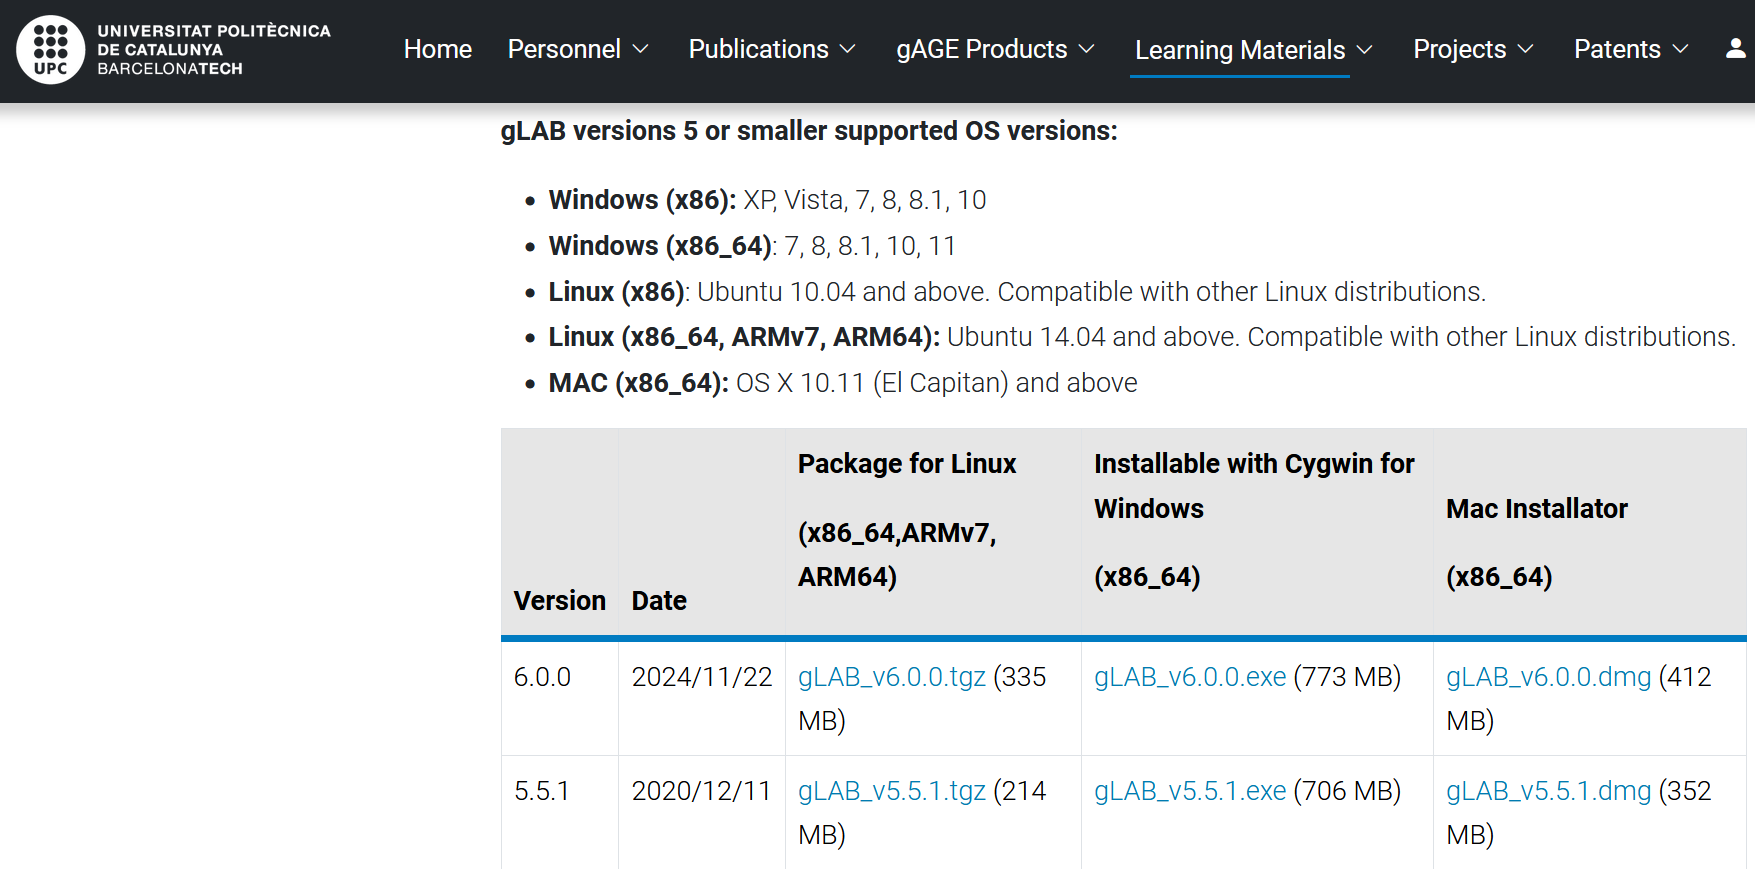 UNIVERSITAT POLITÈCNICA
DE CATALUNYA
BARCELONATECH
UPC
Home Personnel Publications gAGE Products Learning Materials Projects Patents
gLAB versions 5 or smaller supported OS versions:
• Windows (x86): XP, Vista, 7, 8, 8.1, 10
• Windows (x86_64): 7, 8, 8.1, 10, 11
• Linux (x86): Ubuntu 10.04 and above. Compatible with other Linux distributions.
• Linux (x86_64, ARMv7, ARM64): Ubuntu 14.04 and above. Compatible with other Linux distributions.
• MAC (x86_64): OS X 10.11 (El Capitan) and above
Version
Date
Package for Linux
(x86_64,ARMv7,
ARM64)
Installable with Cygwin for
Windows
(x86_64)
Mac Installator
(x86_64)
6.0.0
2024/11/22
gLAB_v6.0.0.tgz (335
MB)
gLAB_v6.0.0.exe (773 MB)
gLAB_v6.0.0.dmg (412
MB)
5.5.1
2020/12/11
gLAB_v5.5.1.tgz (214
MB)
gLAB_v5.5.1.exe (706 MB)
gLAB_v5.5.1.dmg (352
MB)